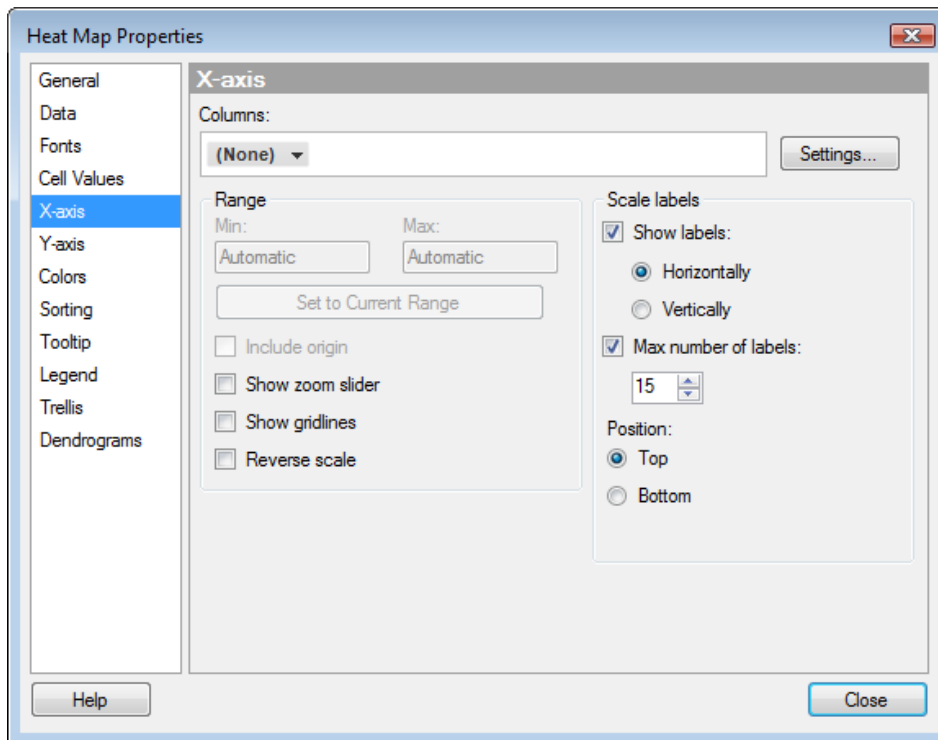 Heat Map Properties
General
Data
Fonts
Cell Values
X-axis
Y-axis
Colors
Sorting
Tooltip
Legend
Trellis
Dendrograms
X-axis
Columns:
(None)
Settings...
Range
Min:
Max:
Automatic
Automatic
Set to Current Range
Include origin
Show zoom slider
Show gridlines
Reverse scale
Scale labels
Show labels:
Horizontally
Vertically
Max number of labels:
15
Position:
Top
Bottom
Help
Close